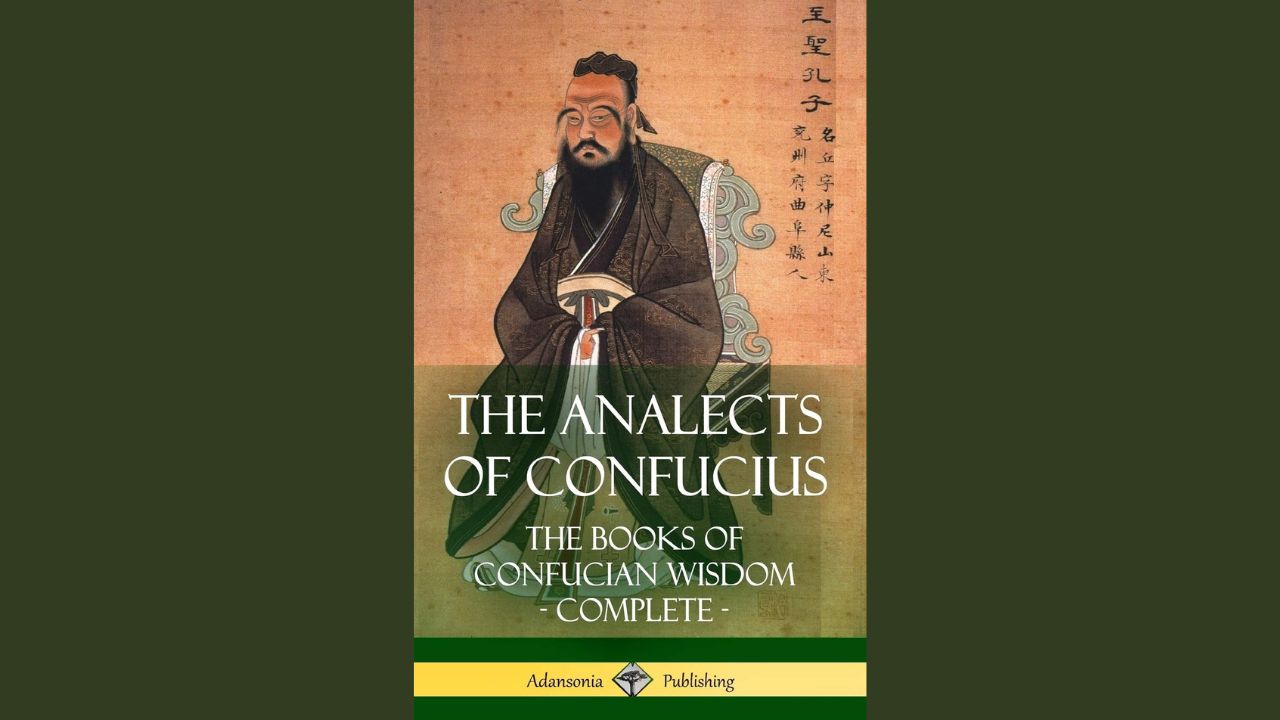 至聖孔子
名丘字仲尼山東
兖州府曲阜縣人
THE ANALECTS
OF CONFUCIUS
THE BOOKS OF
CONFUCIAN WISDOM
- COMPLETE -
Adansonia Publishing